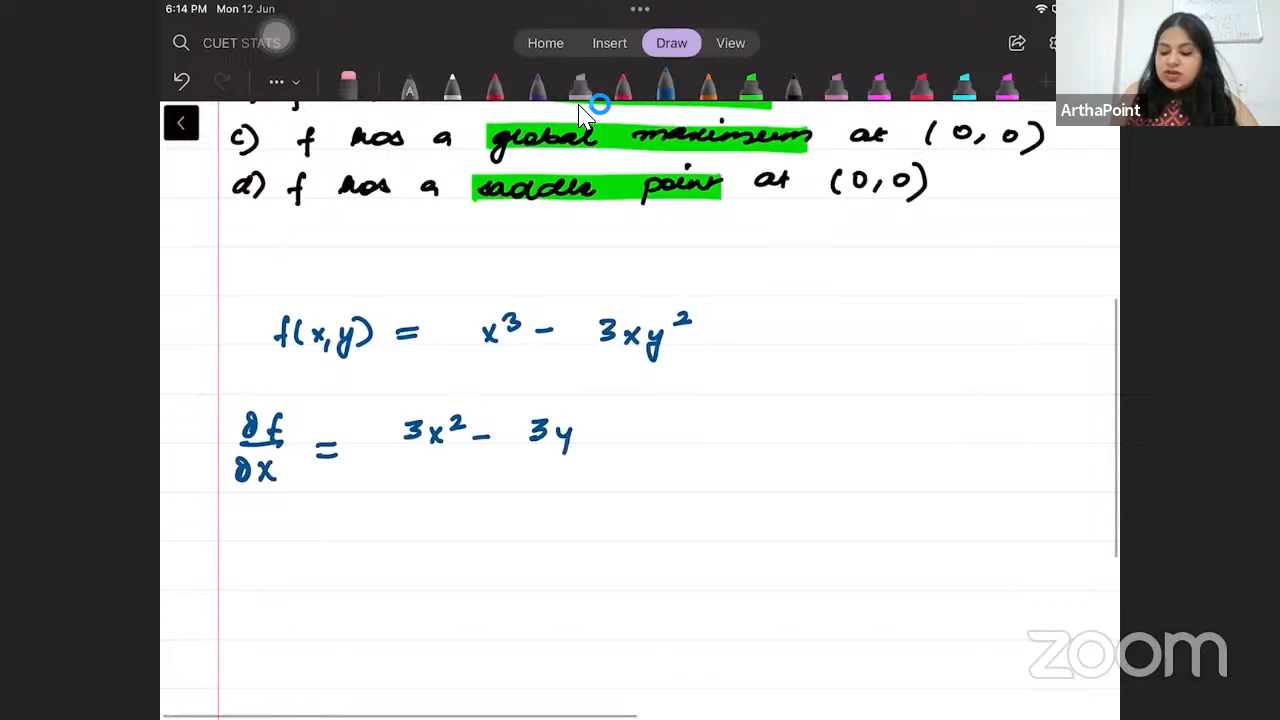 6:14 PM Mon 12 Jun
CUET STATS
Home Insert Draw View
A
ArthaPoint
c) f has a global maximum at (0,0)
d) f has a saddle point at (0,0)
f(x,y) = x³ - 3xy²
∂f/∂x = 3x² - 3y
zoom